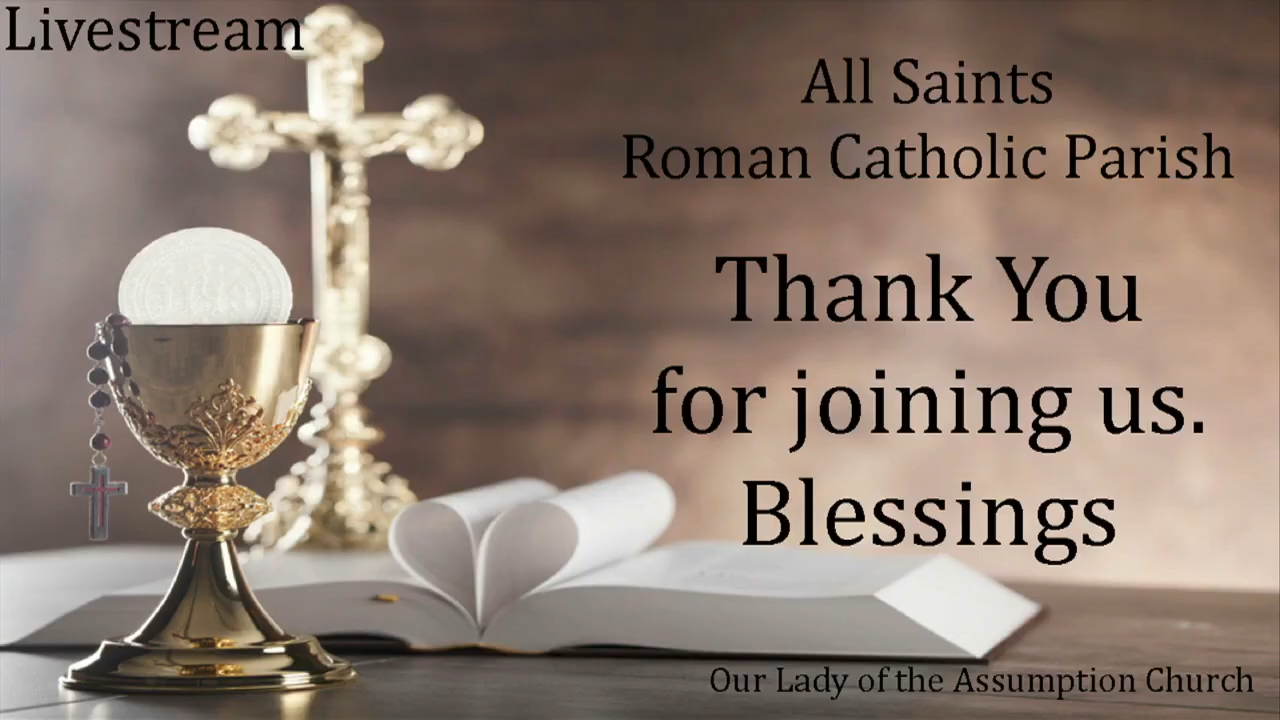 Livestream
All Saints
Roman Catholic Parish
Thank You
for joining us.
Blessings
Our Lady of the Assumption Church